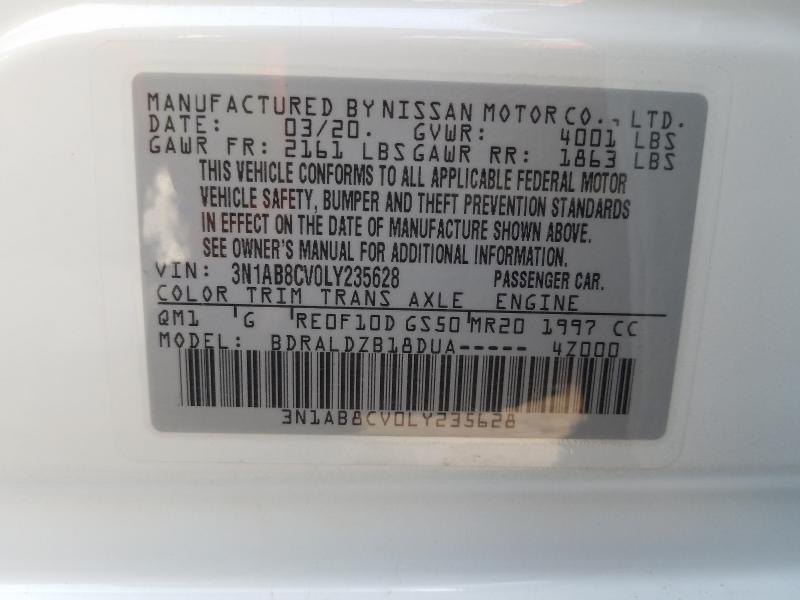 MANUFACTURED BY NISSAN MOTOR CO., LTD.
DATE: 03/20. GVWR: 4001 LBS
GAWR FR: 2161 LBS GAWR RR: 1863 LBS
THIS VEHICLE CONFORMS TO ALL APPLICABLE FEDERAL MOTOR
VEHICLE SAFETY, BUMPER AND THEFT PREVENTION STANDARDS
IN EFFECT ON THE DATE OF MANUFACTURE SHOWN ABOVE.
SEE OWNER'S MANUAL FOR ADDITIONAL INFORMATION.
VIN: 3N1AB8CV0LY235628 PASSENGER CAR.
COLOR TRIM TRANS AXLE ENGINE
QM1 G RE0F10D GS50 MR20 1997 CC
MODEL: BDRALDZB18DUA----- 4Z000
3N1AB8CV0LY235628